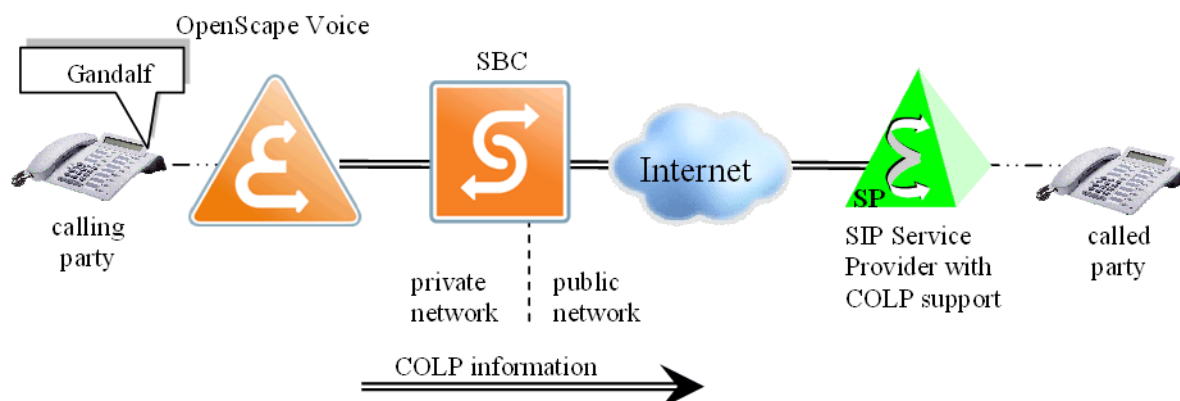 OpenScape Voice
Gandalf
SBC
Internet
SP
calling
party
SIP Service
Provider with
COLP support
called
party
private
network
public
network
COLP information